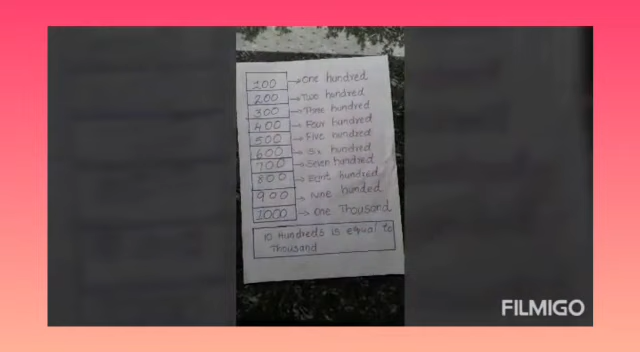 100 → One hundred
200 → Two hundred
300 → Three hundred
400 → Four hundred
500 → Five hundred
600 → Six hundred
700 → Seven hundred
800 → hundred
900 → Nine hundred
1000 → One Thousand
10 Hundreds is equal to
Thousand
FILMIGO